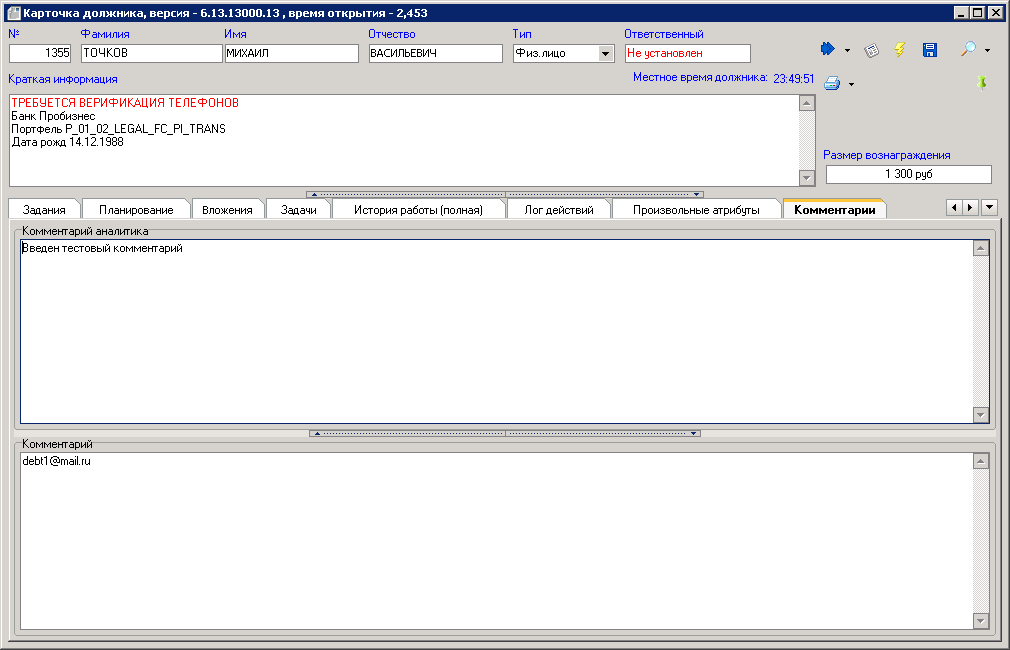 Карточка должника, версия - 6.13.13000.13 , время открытия - 2,453
№ Фамилия Имя Отчество Тип Ответственный
1355 ТОЧКОВ МИХАИЛ ВАСИЛЬЕВИЧ Физ.лицо Не установлен
Краткая информация Местное время должника: 23:49:51
ТРЕБУЕТСЯ ВЕРИФИКАЦИЯ ТЕЛЕФОНОВ
Банк Пробизнес
Портфель P_01_02_LEGAL_FC_PI_TRANS
Дата рожд 14.12.1988
Размер вознаграждения
1 300 руб
Задания Планирование Вложения Задачи История работы (полная) Лог действий Произвольные атрибуты Комментарии
Комментарий аналитика
Введен тестовый комментарий
Комментарий
debt1@mail.ru